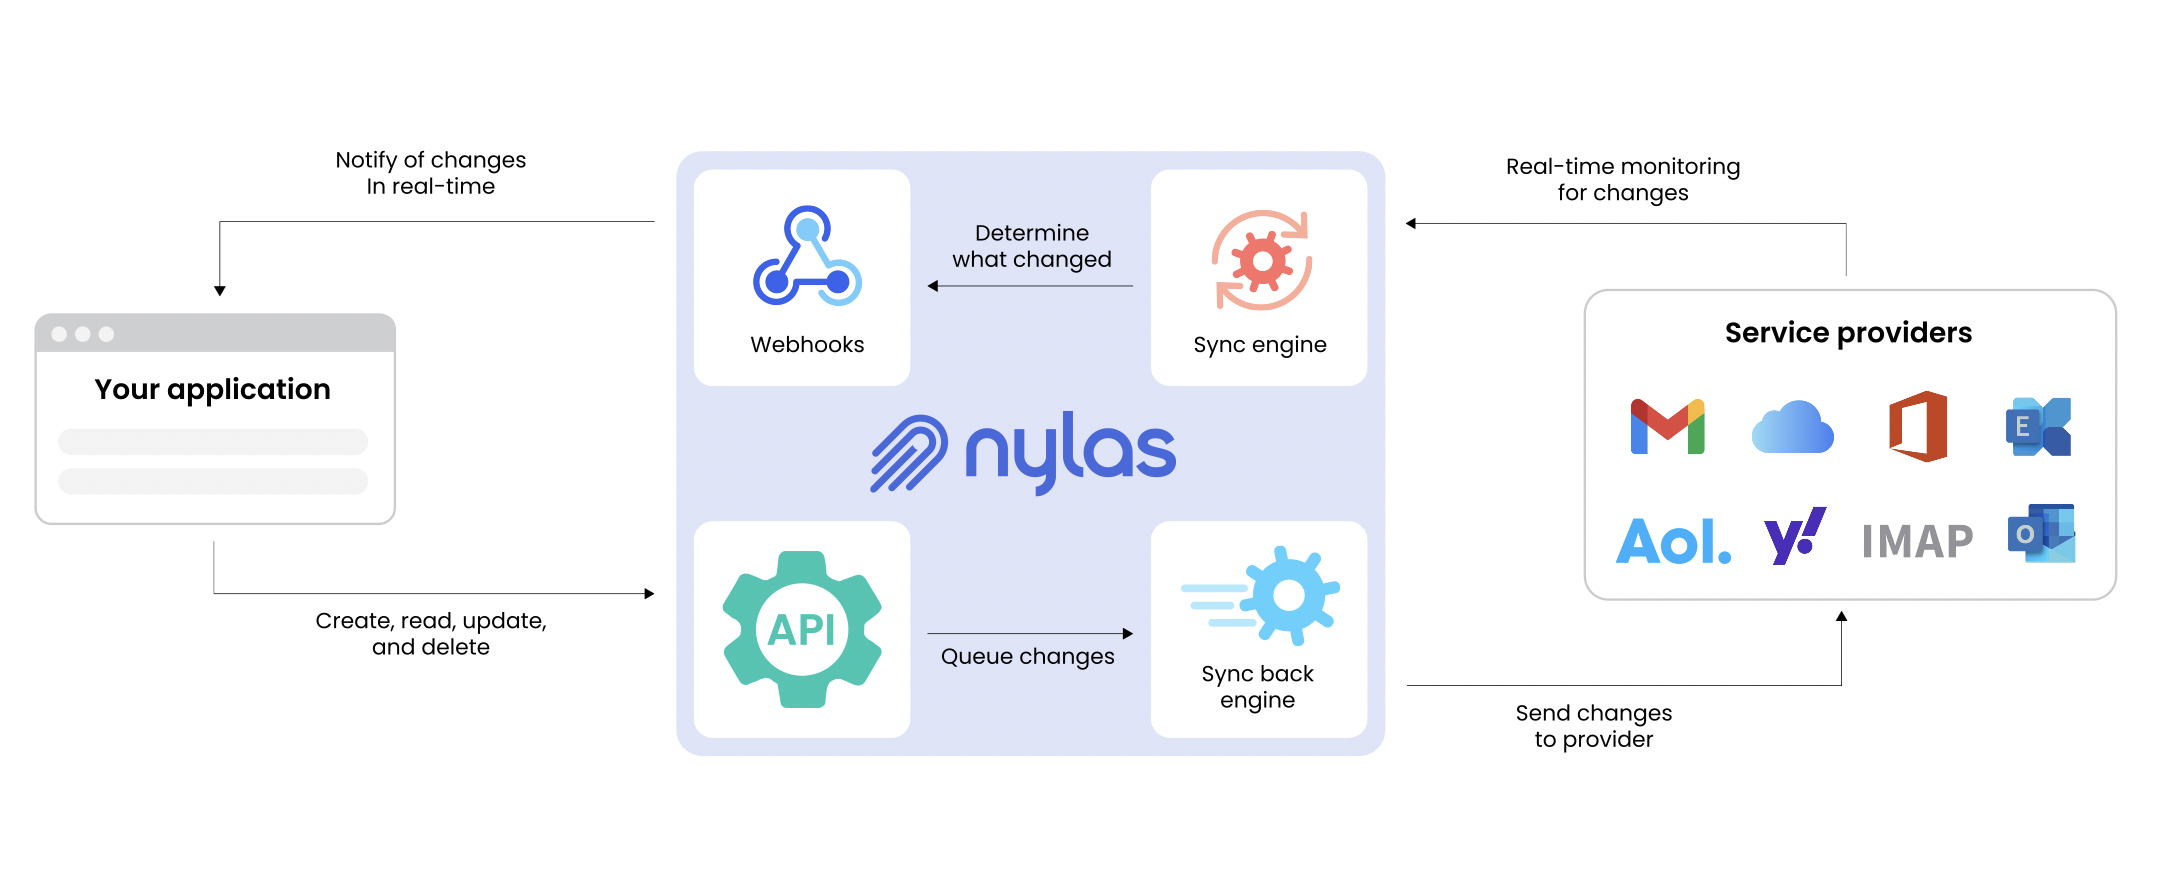 Notify of changes
In real-time
Your application
Create, read, update,
and delete
Webhooks
Determine
what changed
Sync engine
nylas
API
Queue changes
Sync back
engine
Real-time monitoring
for changes
Service providers
E
Aol.
y!
IMAP
O
Send changes
to provider